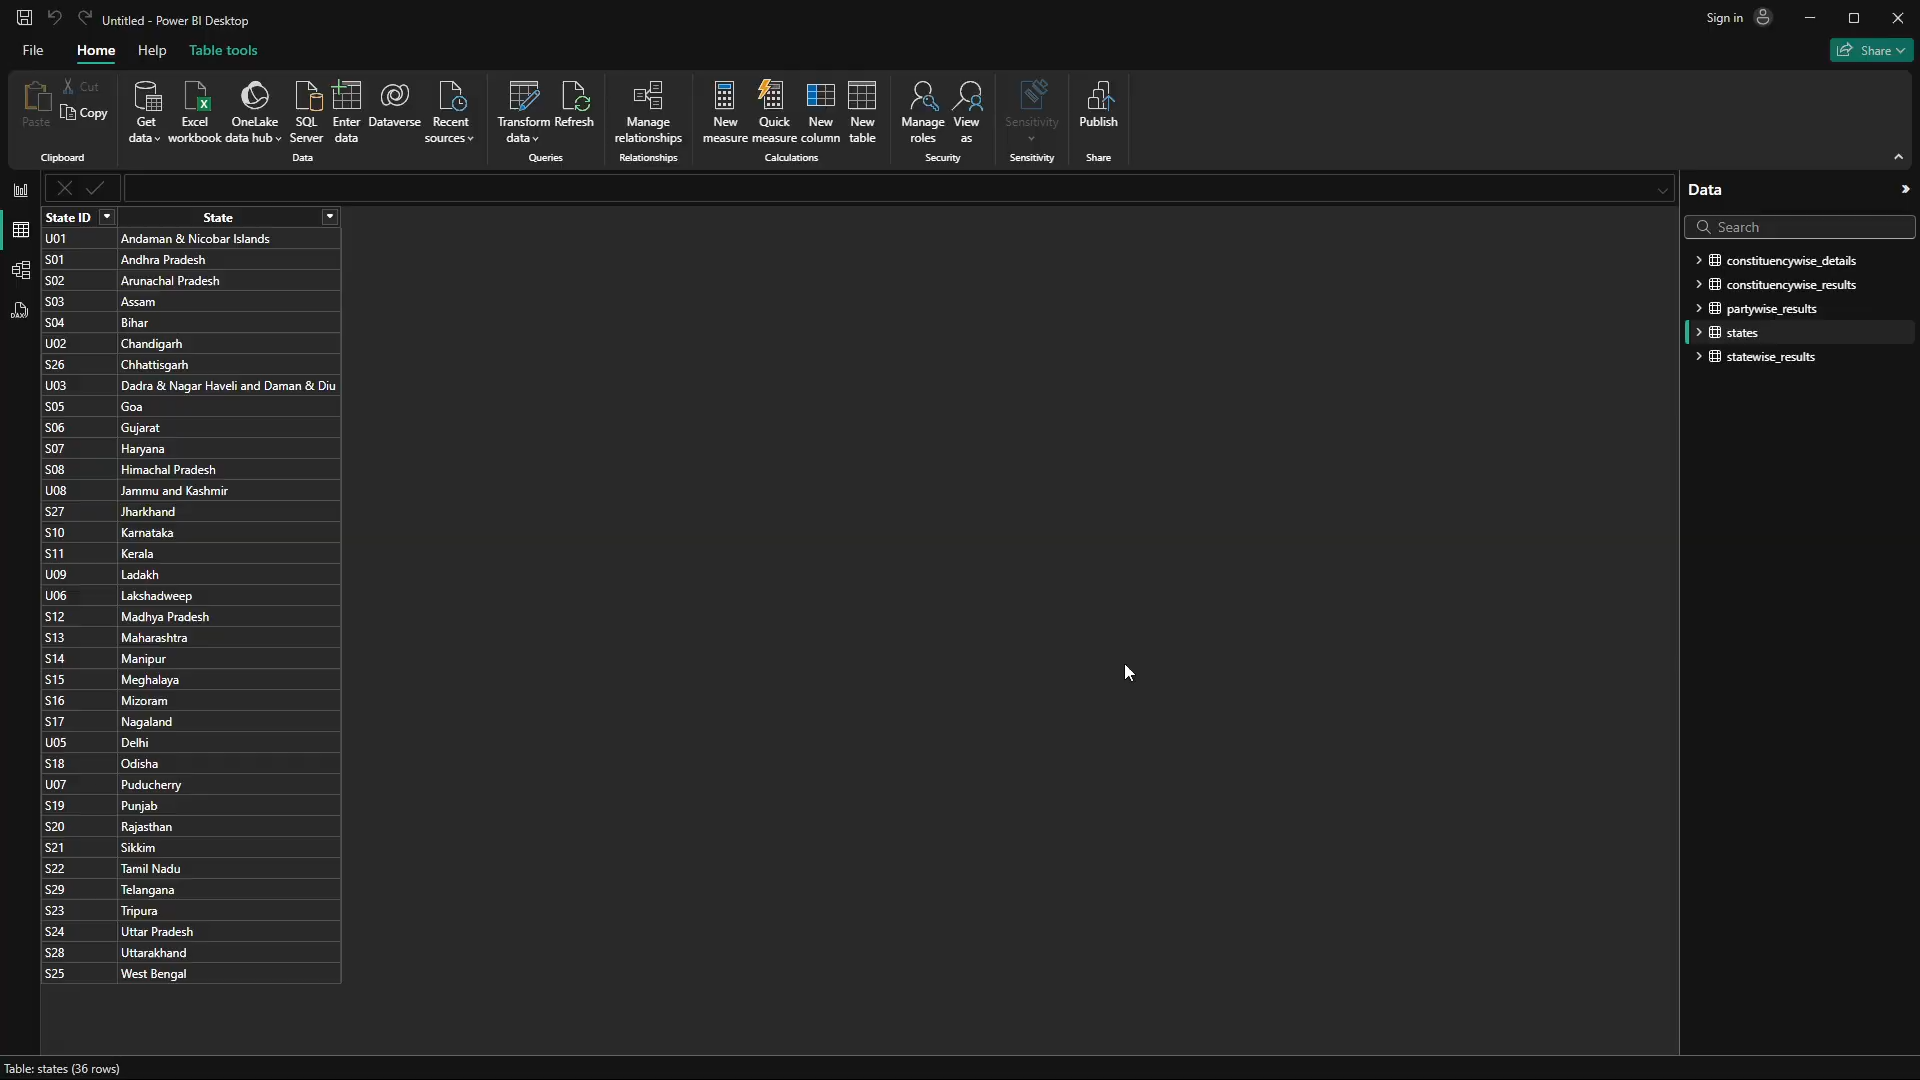 Untitled - Power BI Desktop
Sign in
File Home Help Table tools
Share
Paste
Cut
Copy
Clipboard
Get data
Excel workbook
OneLake data hub
SQL Server
Enter data
Dataverse
Recent sources
Data
Transform data
Refresh
Queries
Manage relationships
Relationships
New measure
Quick measure
New column
New table
Calculations
Manage roles
View as
Security
Sensitivity
Sensitivity
Publish
Share
State ID State
U01 Andaman & Nicobar Islands
S01 Andhra Pradesh
S02 Arunachal Pradesh
S03 Assam
S04 Bihar
U02 Chandigarh
S26 Chhattisgarh
U03 Dadra & Nagar Haveli and Daman & Diu
S05 Goa
S06 Gujarat
S07 Haryana
S08 Himachal Pradesh
U08 Jammu and Kashmir
S27 Jharkhand
S10 Karnataka
S11 Kerala
U09 Ladakh
U06 Lakshadweep
S12 Madhya Pradesh
S13 Maharashtra
S14 Manipur
S15 Meghalaya
S16 Mizoram
S17 Nagaland
U05 Delhi
S18 Odisha
U07 Puducherry
S19 Punjab
S20 Rajasthan
S21 Sikkim
S22 Tamil Nadu
S29 Telangana
S23 Tripura
S24 Uttar Pradesh
S28 Uttarakhand
S25 West Bengal
Data
Search
constituencywise_details
constituencywise_results
partywise_results
states
statewise_results
DAX
Table: states (36 rows)